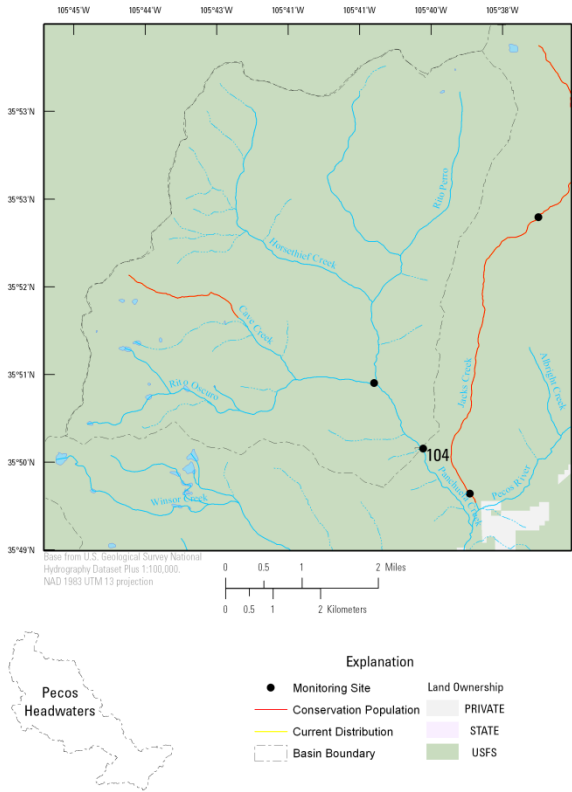 105°45'W 105°44'W 105°43'W 105°42'W 105°41'W 105°40'W 105°38'W
35°53'N
35°53'N
Rito Perro
Horsethief Creek
35°52'N
Cave Creek
Jacks Creek
Albright Creek
35°51'N
Rito Oscuro
104
35°50'N
Panchuela Creek
Pecos River
Winsor Creek
35°49'N
Base from U.S. Geological Survey National
Hydrography Dataset Plus 1:100,000.
NAD 1983 UTM 13 projection
0 0.5 1 2 Miles
0 0.5 1 2 Kilometers
Pecos
Headwaters
Explanation
Monitoring Site
Conservation Population
Current Distribution
Basin Boundary
Land Ownership
PRIVATE
STATE
USFS